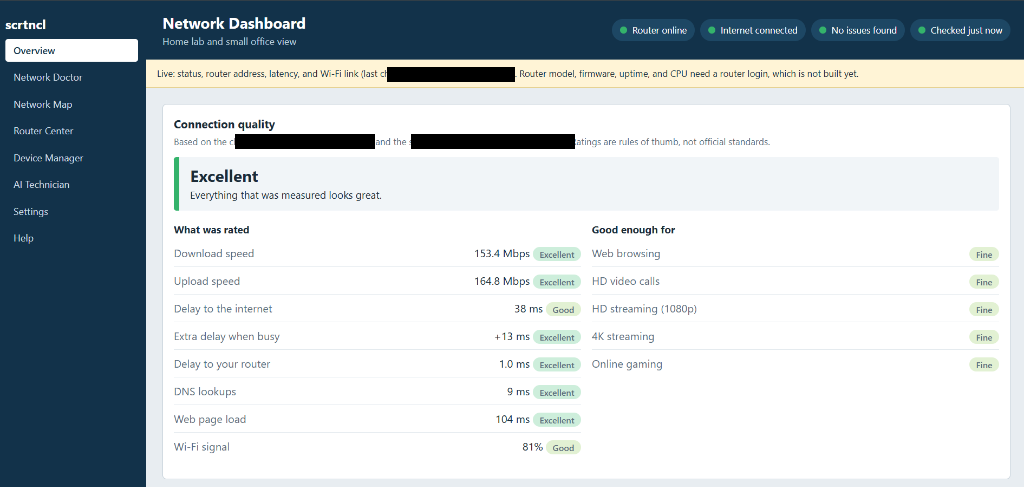 scrtncl
Overview
Network Doctor
Network Map
Router Center
Device Manager
AI Technician
Settings
Help
Network Dashboard
Home lab and small office view
Router online
Internet connected
No issues found
Checked just now
Live: status, router address, latency, and Wi-Fi link (last Router model, firmware, uptime, and CPU need a router login, which is not built yet.
Connection quality
Based on the and the ratings are rules of thumb, not official standards.
Excellent
Everything that was measured looks great.
What was rated
Download speed 153.4 Mbps Excellent
Upload speed 164.8 Mbps Excellent
Delay to the internet 38 ms Good
Extra delay when busy +13 ms Excellent
Delay to your router 1.0 ms Excellent
DNS lookups 9 ms Excellent
Web page load 104 ms Excellent
Wi-Fi signal 81% Good
Good enough for
Web browsing Fine
HD video calls Fine
HD streaming (1080p) Fine
4K streaming Fine
Online gaming Fine